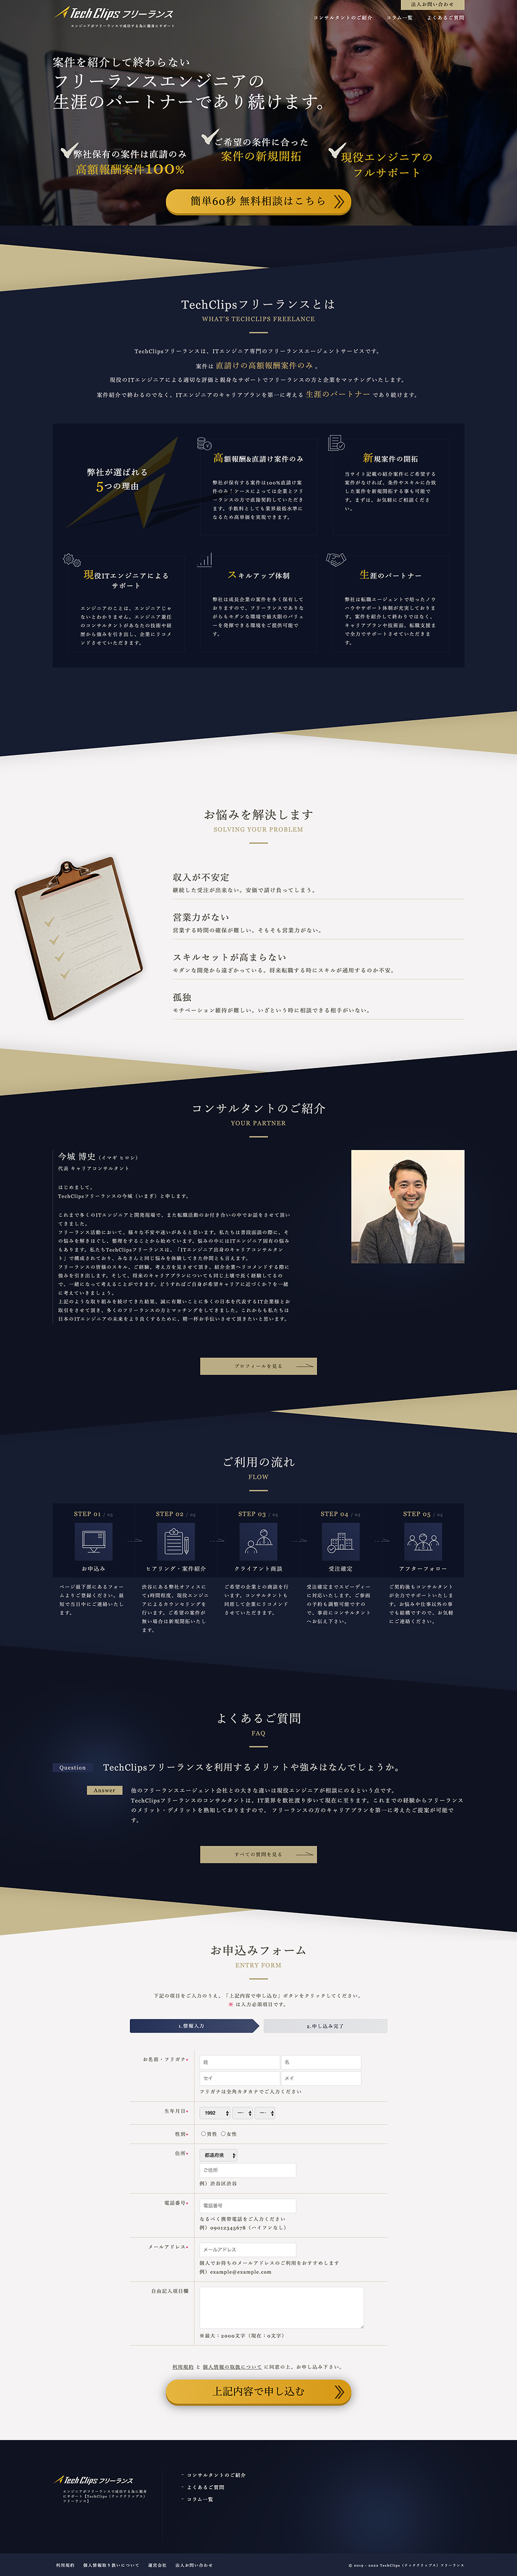 法人お問い合わせ
TechClips フリーランス
エンジニアがフリーランスで成功する為に親身にサポート
コンサルタントのご紹介 コラム一覧 よくあるご質問
案件を紹介して終わらない
フリーランスエンジニアの
生涯のパートナーであり続けます。
弊社保有の案件は直請のみ
高額報酬案件100%
ご希望の条件に合った
案件の新規開拓
現役エンジニアの
フルサポート
簡単60秒 無料相談はこちら
TechClipsフリーランスとは
WHAT'S TECHCLIPS FREELANCE
TechClipsフリーランスは、ITエンジニア専門のフリーランスエージェントサービスです。
案件は 直請けの高額報酬案件のみ 。
現役のITエンジニアによる適切な評価と親身なサポートでフリーランスの方と企業をマッチングいたします。
案件紹介で終わるのでなく、ITエンジニアのキャリアプランを第一に考える 生涯のパートナー であり続けます。
弊社が選ばれる
5つの理由
高額報酬&直請け案件のみ
弊社が保有する案件は100%直請け案
件のみ！ケースによっては企業とフリ
ーランスの方で直接契約していただき
ます。手数料としても業界最低水準に
なるため高単価を実現できます。
新規案件の開拓
当サイト記載の紹介案件にご希望する
案件がなければ、条件やスキルに合致
した案件を新規開拓する事も可能で
す。まずは、お気軽にご相談くださ
い。
現役ITエンジニアによる
サポート
エンジニアのことは、エンジニアじゃ
ないとわかりません。エンジニア兼任
のコンサルタントがあなたの技術や経
歴から強みを引き出し、企業にリコメ
ンドさせていただきます。
スキルアップ体制
弊社は成長企業の案件を多く保有して
おりますので、フリーランスでありな
がらもモダンな環境で最大限のバリュ
ーを発揮できる環境をご提供可能で
す。
生涯のパートナー
弊社は転職エージェントで培ったノウ
ハウやサポート体制が充実しておりま
す。案件を紹介して終わりではなく、
キャリアプランや技術面、転職支援ま
で全力でサポートさせていただきま
す。
お悩みを解決します
SOLVING YOUR PROBLEM
収入が不安定
継続した受注が出来ない。安価で請け負ってしまう。
営業力がない
営業する時間の確保が難しい。そもそも営業力がない。
スキルセットが高まらない
モダンな開発から遠ざかっている。将来転職する時にスキルが通用するのか不安。
孤独
モチベーション維持が難しい。いざという時に相談できる相手がいない。
コンサルタントのご紹介
YOUR PARTNER
今城 博史（イマギ ヒロシ）
代表 キャリアコンサルタント
はじめまして。
TechClipsフリーランスの今城（いまぎ）と申します。
これまで多くのITエンジニアと開発現場で、また転職活動のお付き合いの中でお話をさせて頂い
てきました。
フリーランス活動において、様々な不安や迷いがあると思います。私たちは普段面談の際に、そ
の悩みを解きほぐし、整理をすることから始めています。悩みの中にはITエンジニア固有の悩み
もあります。私たちTechClipsフリーランスは、「ITエンジニア出身のキャリアコンサルタン
ト」で構成されており、みなさんと同じ悩みを体験してきた仲間とも言えます。
フリーランスの皆様のスキル、ご経験、考え方を見させて頂き、紹介企業へリコメンドする際に
強みを引き出します。そして、将来のキャリアプランについても同じ土壌で長く経験してるの
で、一緒になって考えることができます。どうすればご自身が希望キャリアに近づくか？を一緒
に考えていきましょう。
上記のような取り組みを続けてきた結果、誠に有難いことに多くの日本を代表するIT企業様とお
取引をさせて頂き、多くのフリーランスの方とマッチングをしてきました。これからも私たちは
日本のITエンジニアの未来をより良くするために、精一杯お手伝いさせて頂きたいと思います。
プロフィールを見る
ご利用の流れ
FLOW
STEP 01 / 05
お申込み
ページ最下部にあるフォー
ムよりご登録ください。最
短で当日中にご連絡いたし
ます。
STEP 02 / 05
ヒアリング・案件紹介
渋谷にある弊社オフィスに
て1時間程度、現役エンジニ
アによるカウンセリングを
行います。ご希望の案件が
無い場合は新規開拓いたし
ます。
STEP 03 / 05
クライアント商談
ご希望の企業との商談を行
います。コンサルタントも
同席して企業にリコメンド
させていただきます。
STEP 04 / 05
受注確定
受注確定までスピーディー
に対応いたします。ご参画
の予約も調整可能ですの
で、事前にコンサルタント
へお伝え下さい。
STEP 05 / 05
アフターフォロー
ご契約後もコンサルタント
が全力でサポートいたしま
す。お悩みや仕事以外の事
でも結構ですので、お気軽
にご連絡ください。
よくあるご質問
FAQ
Question
TechClipsフリーランスを利用するメリットや強みはなんでしょうか。
Answer
他のフリーランスエージェント会社との大きな違いは現役エンジニアが相談にのるという点です。
TechClipsフリーランスのコンサルタントは、IT業界を数社渡り歩いて現在に至ります。これまでの経験からフリーランス
のメリット・デメリットを熟知しておりますので、 フリーランスの方のキャリアプランを第一に考えたご提案が可能で
す。
すべての質問を見る
お申込みフォーム
ENTRY FORM
下記の項目をご入力のうえ、「上記内容で申し込む」ボタンをクリックしてください。
※ は入力必須項目です。
1.情報入力
2.申し込み完了
お名前・フリガナ*
姓 名
セイ メイ
フリガナは全角カタカナでご入力ください
生年月日*
1992
性別*
男性 女性
住所*
都道府県
ご住所
例）渋谷区渋谷
電話番号*
電話番号
なるべく携帯電話をご入力ください
例）09012345678（ハイフンなし）
メールアドレス*
メールアドレス
個人でお持ちのメールアドレスのご利用をおすすめします
例）example@example.com
自由記入項目欄
※最大：2000文字（現在：0文字）
利用規約 と 個人情報の取扱について に同意の上、お申し込み下さい。
上記内容で申し込む
TechClips フリーランス
エンジニアがフリーランスで成功する為に親身
にサポート【TechClips（テッククリップス）
フリーランス】
コンサルタントのご紹介
よくあるご質問
コラム一覧
利用規約 個人情報取り扱いについて 運営会社 法人お問い合わせ
© 2019 - 2022 TechClips（テッククリップス）フリーランス